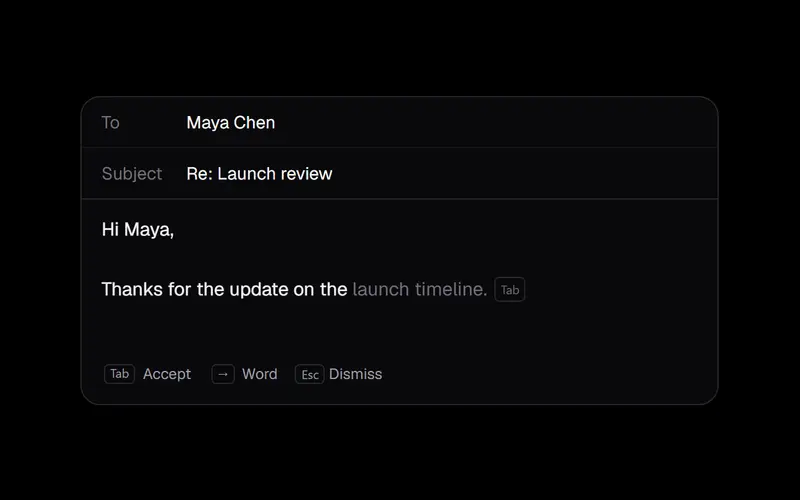 To Maya Chen
Subject Re: Launch review
Hi Maya,
Thanks for the update on the launch timeline. Tab
Tab Accept → Word Esc Dismiss